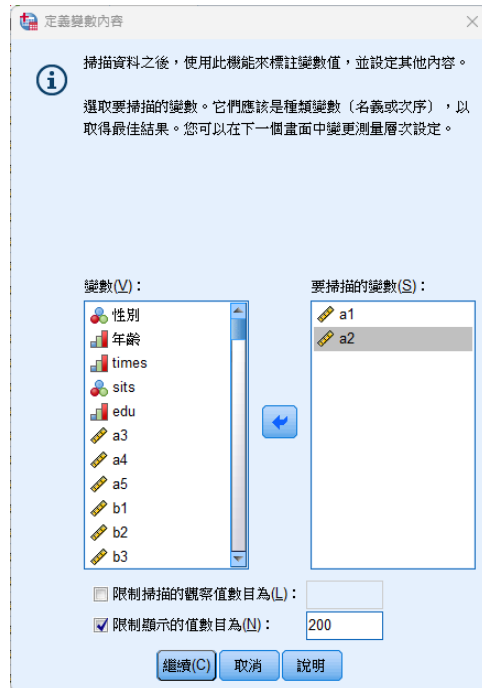 定義變數內容
掃描資料之後，使用此機能來標註變數值，並設定其他內容。
選取要掃描的變數。它們應該是種類變數〔名義或次序〕，以
取得最佳結果。您可以在下一個畫面中變更測量層次設定。
變數(V)：
性別
年齡
times
sits
edu
a3
a4
a5
b1
b2
b3
要掃描的變數(S)：
a1
a2
限制掃描的觀察值數目為(L)：
限制顯示的值數目為(N)： 200
繼續(C) 取消 說明